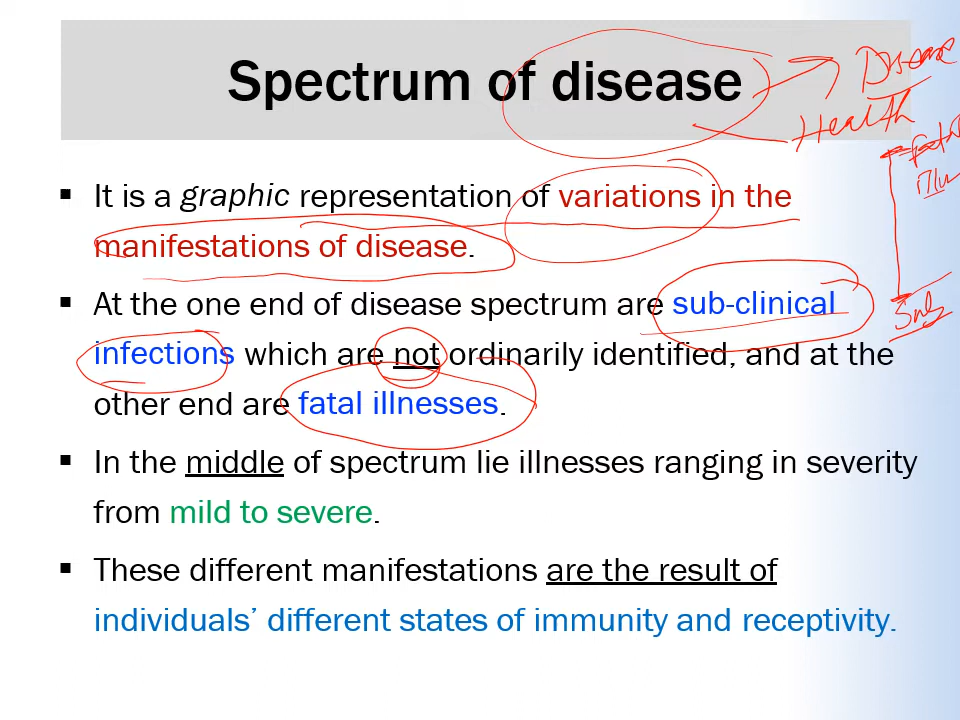 Spectrum of disease
Disease
Health
▪ It is a graphic representation of variations in the
manifestations of disease.
▪ At the one end of disease spectrum are sub-clinical
infections which are not ordinarily identified, and at the
other end are fatal illnesses.
▪ In the middle of spectrum lie illnesses ranging in severity
from mild to severe.
▪ These different manifestations are the result of
individuals’ different states of immunity and receptivity.